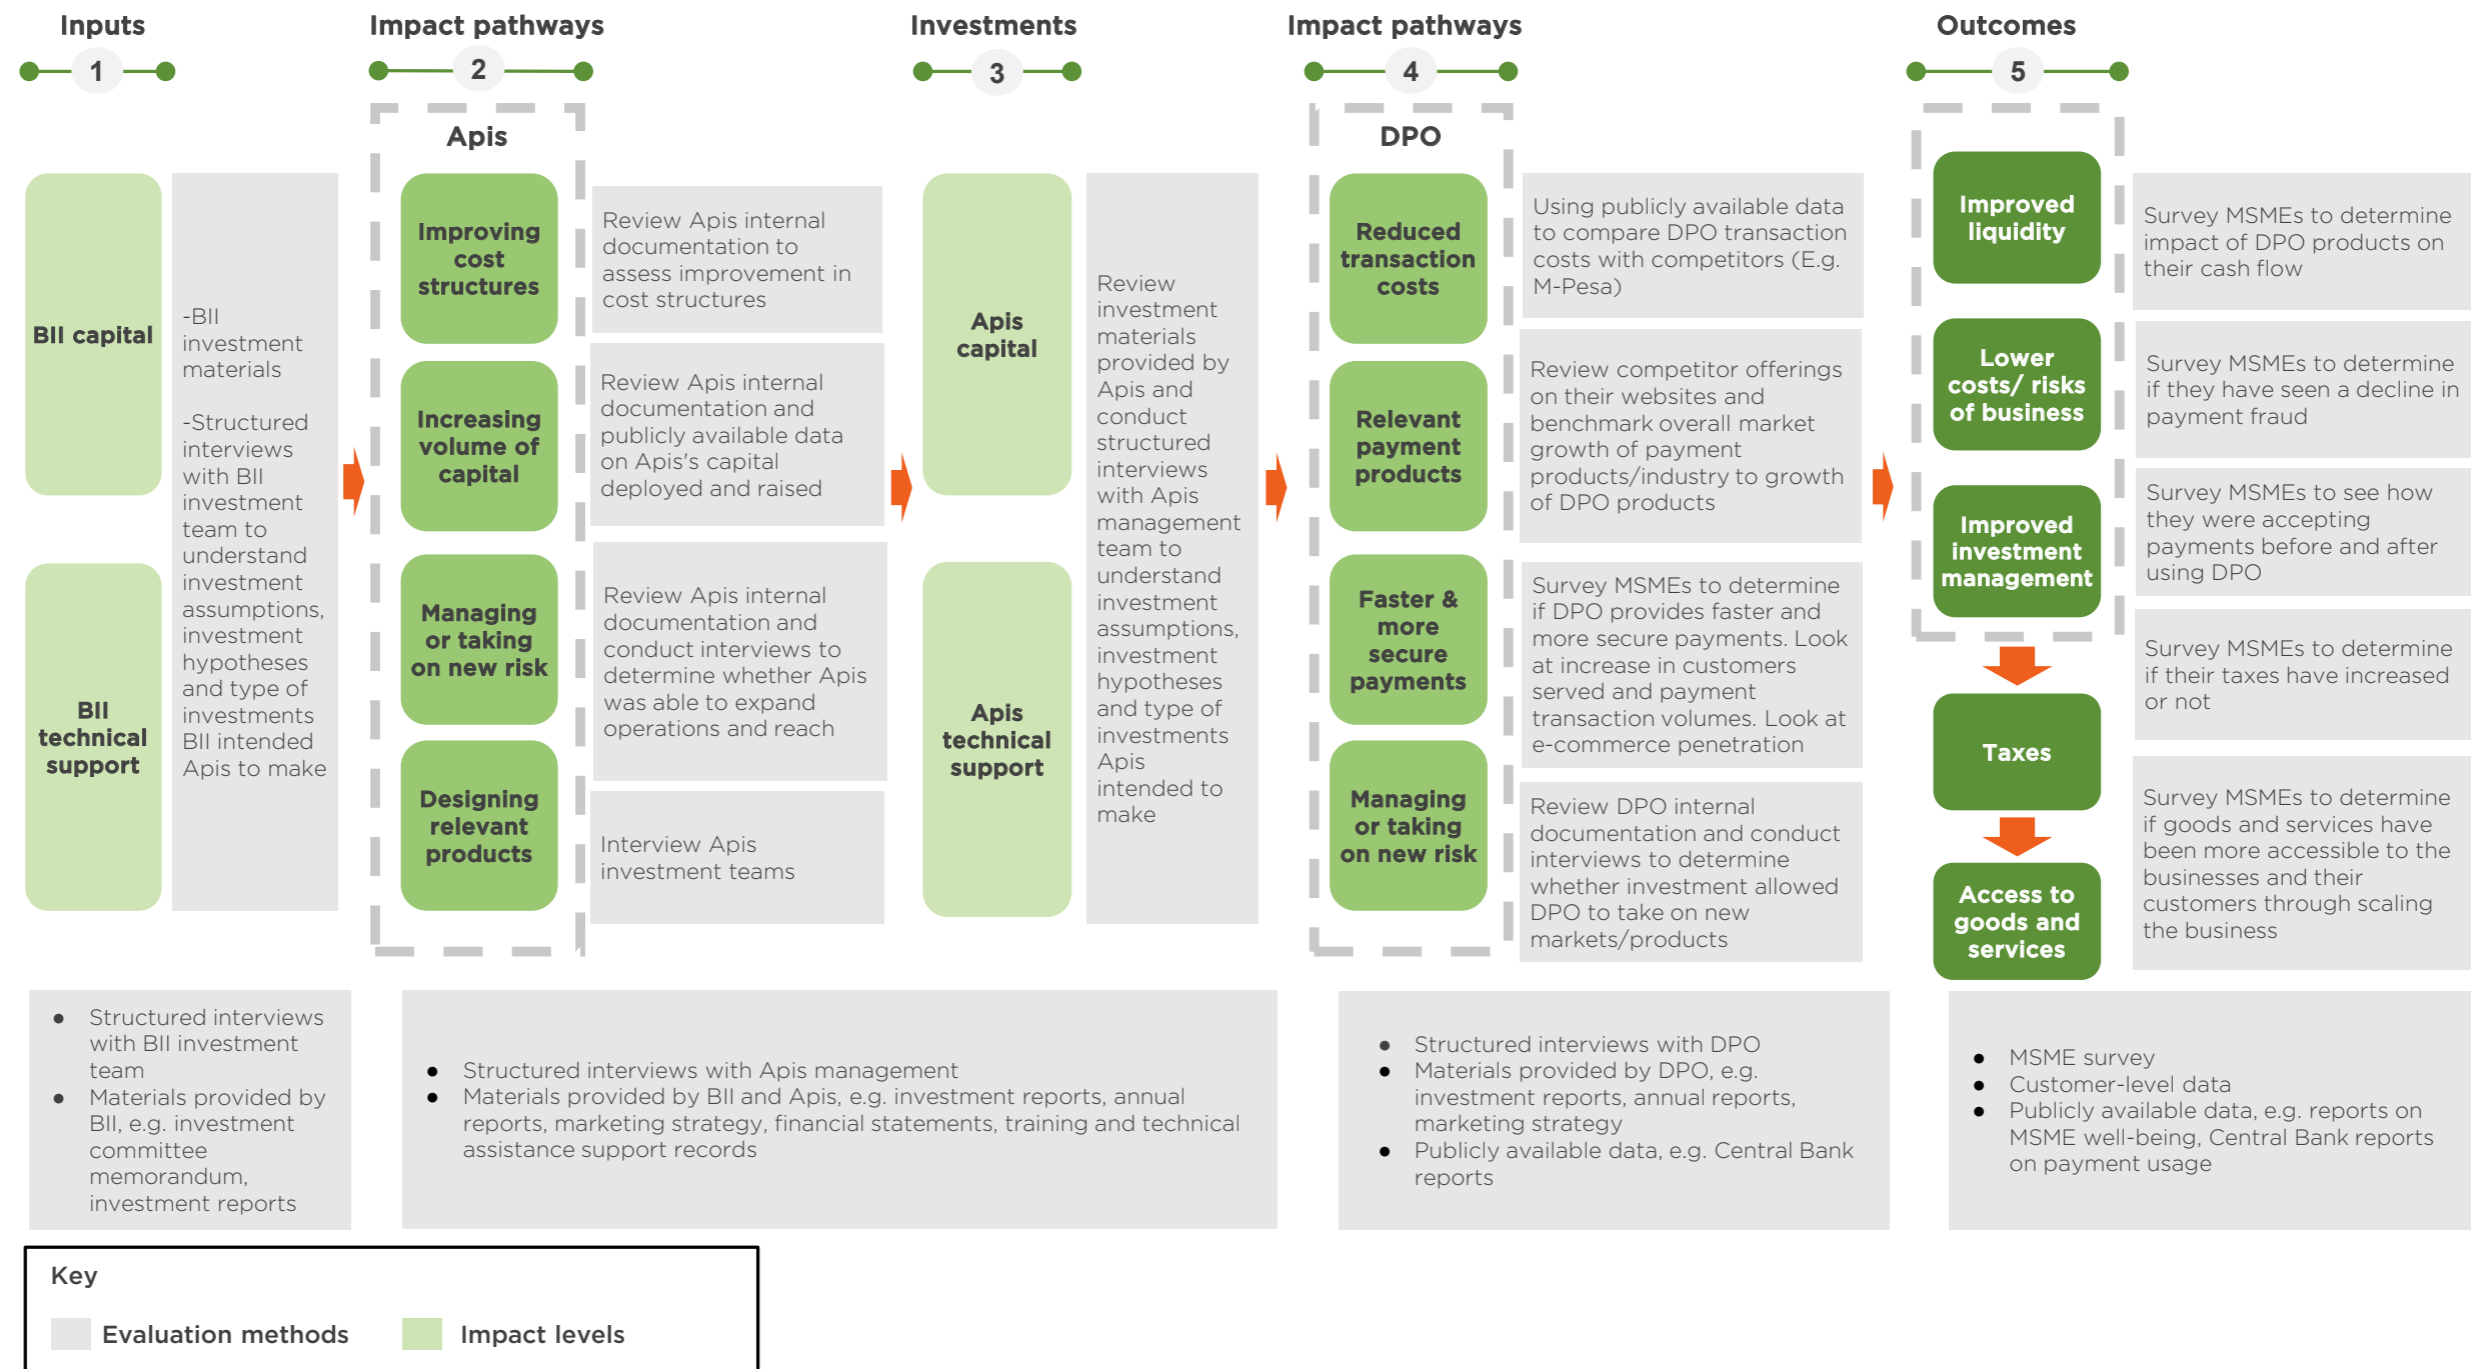 Inputs
1
BII capital
BII
technical
support
-BII
investment
materials
-Structured
interviews
with BII
investment
team to
understand
investment
assumptions,
investment
hypotheses
and type of
investments
BII intended
Apis to make
Impact pathways
2
Apis
Improving
cost
structures
Review Apis internal
documentation to
assess improvement in
cost structures
Increasing
volume of
capital
Review Apis internal
documentation and
publicly available data
on Apis's capital
deployed and raised
Managing
or taking
on new risk
Review Apis internal
documentation and
conduct interviews to
determine whether Apis
was able to expand
operations and reach
Designing
relevant
products
Interview Apis
investment teams
Investments
3
Apis
capital
Apis
technical
support
Review
investment
materials
provided by
Apis and
conduct
structured
interviews
with Apis
management
team to
understand
investment
assumptions,
investment
hypotheses
and type of
investments
Apis
intended to
make
Impact pathways
4
DPO
Reduced
transaction
costs
Using publicly available data
to compare DPO transaction
costs with competitors (E.g.
M-Pesa)
Relevant
payment
products
Review competitor offerings
on their websites and
benchmark overall market
growth of payment
products/industry to growth
of DPO products
Faster &
more
secure
payments
Survey MSMEs to determine
if DPO provides faster and
more secure payments. Look
at increase in customers
served and payment
transaction volumes. Look at
e-commerce penetration
Managing
or taking
on new risk
Review DPO internal
documentation and conduct
interviews to determine
whether investment allowed
DPO to take on new
markets/products
Outcomes
5
Improved
liquidity
Survey MSMEs to determine
impact of DPO products on
their cash flow
Lower
costs/ risks
of business
Survey MSMEs to determine
if they have seen a decline in
payment fraud
Improved
investment
management
Survey MSMEs to see how
they were accepting
payments before and after
using DPO
Taxes
Survey MSMEs to determine
if their taxes have increased
or not
Access to
goods and
services
Survey MSMEs to determine
if goods and services have
been more accessible to the
businesses and their
customers through scaling
the business
● Structured interviews
with BII investment
team
● Materials provided by
BII, e.g. investment
committee
memorandum,
investment reports
● Structured interviews with Apis management
● Materials provided by BII and Apis, e.g. investment reports, annual
reports, marketing strategy, financial statements, training and technical
assistance support records
● Structured interviews with DPO
● Materials provided by DPO, e.g.
investment reports, annual reports,
marketing strategy
● Publicly available data, e.g. Central Bank
reports
● MSME survey
● Customer-level data
● Publicly available data, e.g. reports on
MSME well-being, Central Bank reports
on payment usage
Key
Evaluation methods
Impact levels